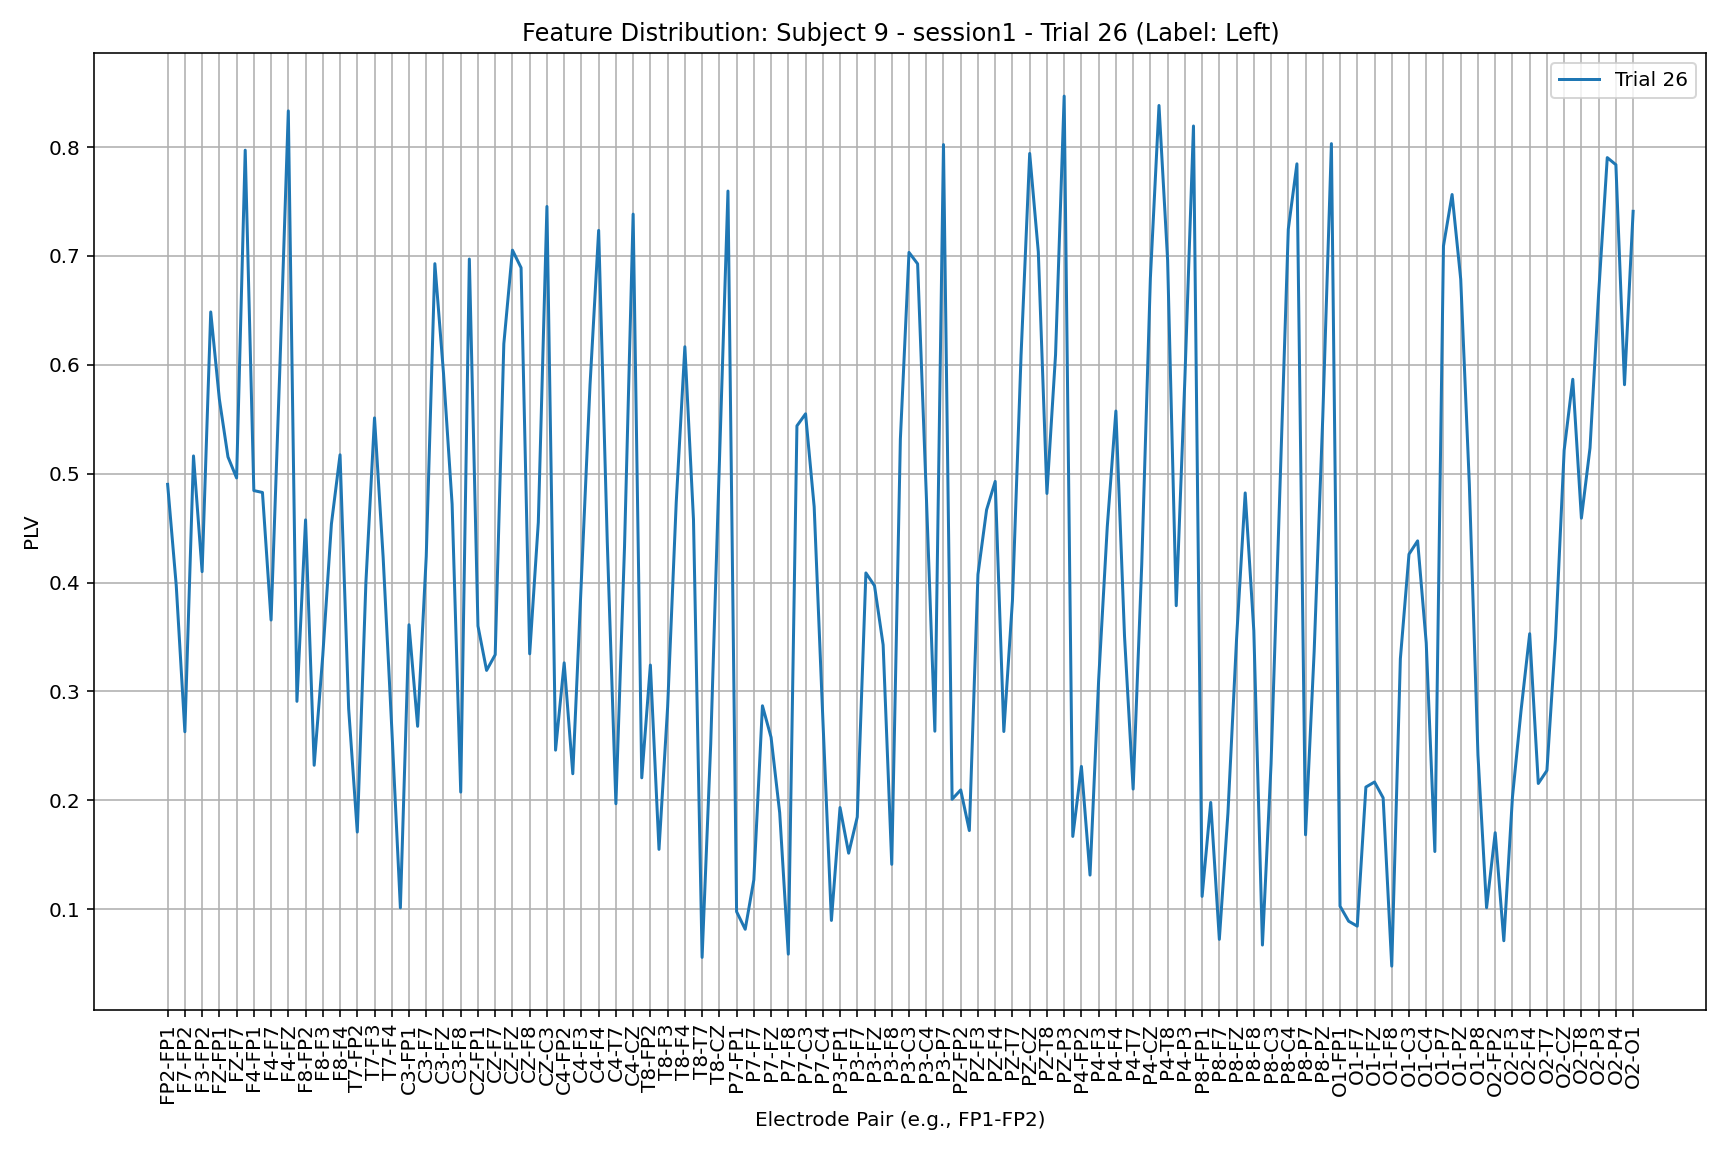 Feature Distribution: Subject 9 - session1 - Trial 26 (Label: Left)
Trial 26
PLV
0.8
0.7
0.6
0.5
0.4
0.3
0.2
0.1
FP2-FP1
F7-FP2
F3-FP2
FZ-FP1
FZ-F7
F4-FP1
F4-F7
F4-FZ
F8-FP2
F8-F3
F8-F4
T7-FP2
T7-F3
T7-F4
C3-FP1
C3-F7
C3-FZ
C3-F8
CZ-FP1
CZ-F7
CZ-FZ
CZ-F8
CZ-C3
C4-FP2
C4-F3
C4-F4
C4-T7
C4-CZ
T8-FP2
T8-F3
T8-F4
T8-T7
T8-CZ
P7-FP1
P7-F7
P7-FZ
P7-F8
P7-C3
P7-C4
P3-FP1
P3-F7
P3-FZ
P3-F8
P3-C3
P3-C4
P3-P7
PZ-FP2
PZ-F3
PZ-F4
PZ-T7
PZ-CZ
PZ-T8
PZ-P3
P4-FP2
P4-F3
P4-F4
P4-T7
P4-CZ
P4-T8
P4-P3
P8-FP1
P8-F7
P8-FZ
P8-F8
P8-C3
P8-C4
P8-P7
P8-PZ
O1-FP1
O1-F7
O1-FZ
O1-F8
O1-C3
O1-C4
O1-P7
O1-PZ
O1-P8
O2-FP2
O2-F3
O2-F4
O2-T7
O2-CZ
O2-T8
O2-P3
O2-P4
O2-O1
Electrode Pair (e.g., FP1-FP2)